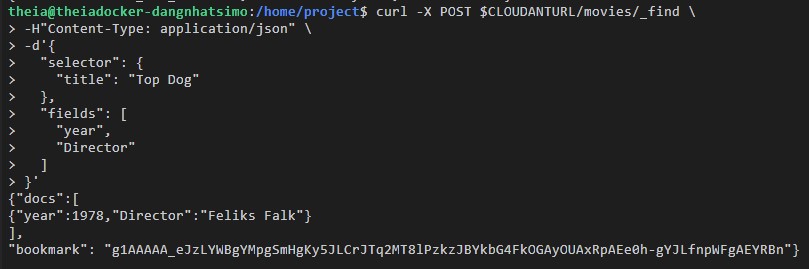 theia@theiadocker-dangnhatsimo:/home/project$ curl -X POST $CLOUDANTURL/movies/_find \
> -H"Content-Type: application/json" \
> -d'{
>   "selector": {
>     "title": "Top Dog"
>   },
>   "fields": [
>     "year",
>     "Director"
>   ]
> }'
{"docs":[
{"year":1978,"Director":"Feliks Falk"}
],
"bookmark": "g1AAAAA_eJzLYWBgYMpgSmHgKy5JLCrJTq2MT8lPzkzJBYkbG4FkOGAyOUAxRpAEe0h-gYJLfnpWFgAEYRBn"}